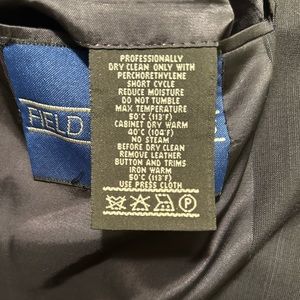 PROFESSIONALLY
DRY CLEAN ONLY WITH
PERCHLORETHYLENE
SHORT CYCLE
REDUCE MOISTURE
DO NOT TUMBLE
MAX TEMPERATURE
50°C (113°F)
CABINET DRY WARM
40°C (104°F)
NO STEAM
BEFORE DRY CLEAN
REMOVE LEATHER
BUTTON AND TRIMS
IRON WARM
50°C (113°F)
USE PRESS CLOTH
P
FIELD